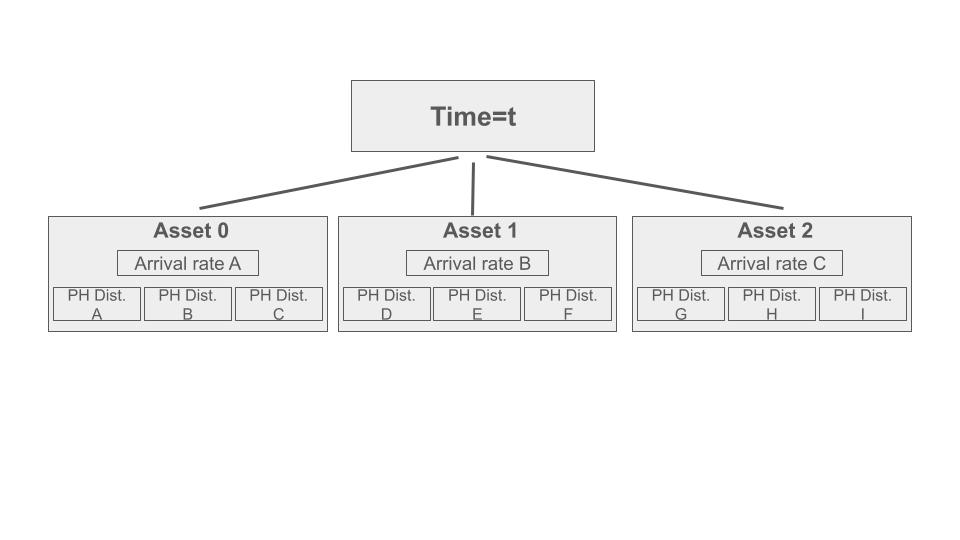 Time=t
Asset 0
Arrival rate A
PH Dist.
A
PH Dist.
B
PH Dist.
C
Asset 1
Arrival rate B
PH Dist.
D
PH Dist.
E
PH Dist.
F
Asset 2
Arrival rate C
PH Dist.
G
PH Dist.
H
PH Dist.
I